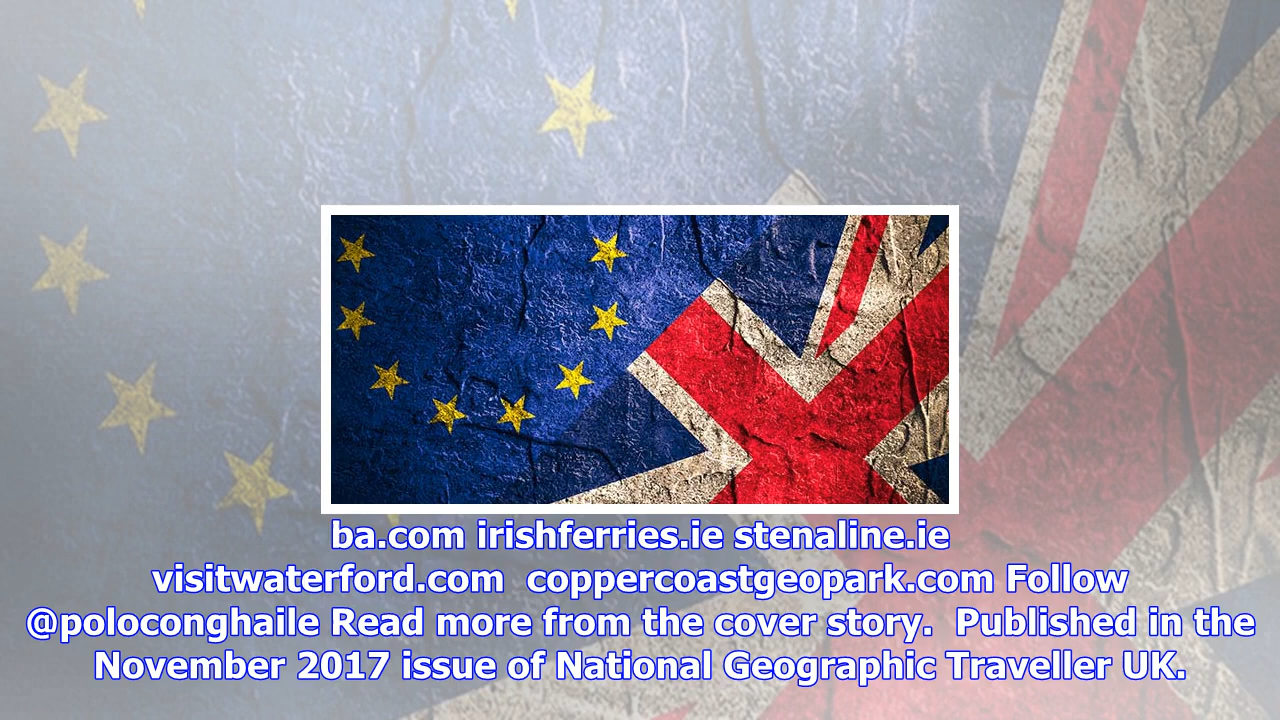 ba.com irishferries.ie stenaline.ie
visitwaterford.com  coppercoastgeopark.com Follow
@poloconghaile Read more from the cover story.  Published in the
November 2017 issue of National Geographic Traveller UK.